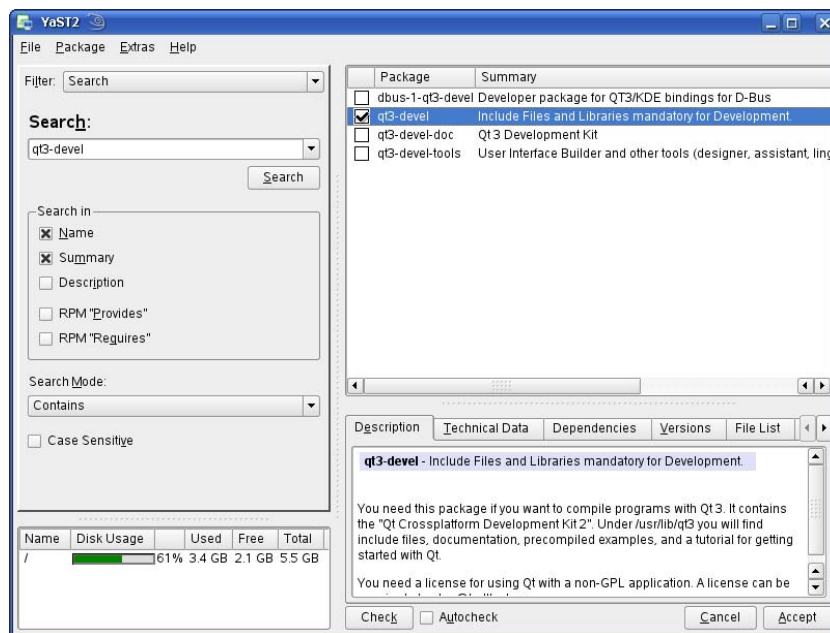 YaST2
File Package Extras Help
Filter: Search
Search:
qt3-devel
Search
Search in
Name
Summary
Description
RPM "Provides"
RPM "Requires"
Search Mode:
Contains
Case Sensitive
Name Disk Usage Used Free Total
/ 61% 3.4 GB 2.1 GB 5.5 GB
Package Summary
dbus-1-qt3-devel Developer package for QT3/KDE bindings for D-Bus
qt3-devel Include Files and Libraries mandatory for Development.
qt3-devel-doc Qt 3 Development Kit
qt3-devel-tools User Interface Builder and other tools (designer, assistant, ling
Description Technical Data Dependencies Versions File List
qt3-devel - Include Files and Libraries mandatory for Development.
You need this package if you want to compile programs with Qt 3. It contains
the "Qt Crossplatform Development Kit 2". Under /usr/lib/qt3 you will find
include files, documentation, precompiled examples, and a tutorial for getting
started with Qt.
You need a license for using Qt with a non-GPL application. A license can be
Check Autocheck Cancel Accept